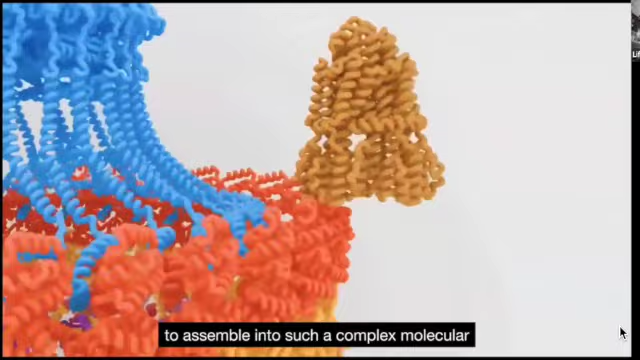 to assemble into such a complex molecular